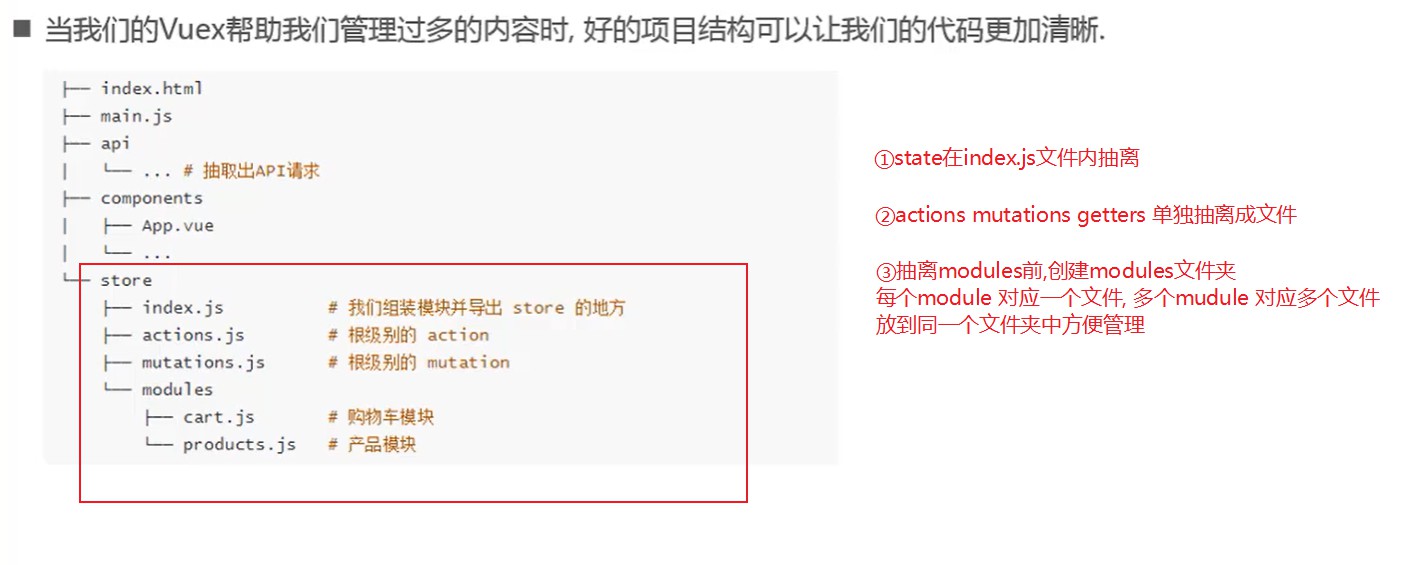 ■ 当我们的Vuex帮助我们管理过多的内容时, 好的项目结构可以让我们的代码更加清晰.
├── index.html
├── main.js
├── api
│   └── ... # 抽取出API请求
├── components
│   ├── App.vue
│   └── ...
└── store
    ├── index.js          # 我们组装模块并导出 store 的地方
    ├── actions.js        # 根级别的 action
    ├── mutations.js      # 根级别的 mutation
    └── modules
        ├── cart.js       # 购物车模块
        └── products.js   # 产品模块
①state在index.js文件内抽离
②actions mutations getters 单独抽离成文件
③抽离modules前,创建modules文件夹
每个module 对应一个文件, 多个mudule 对应多个文件
放到同一个文件夹中方便管理